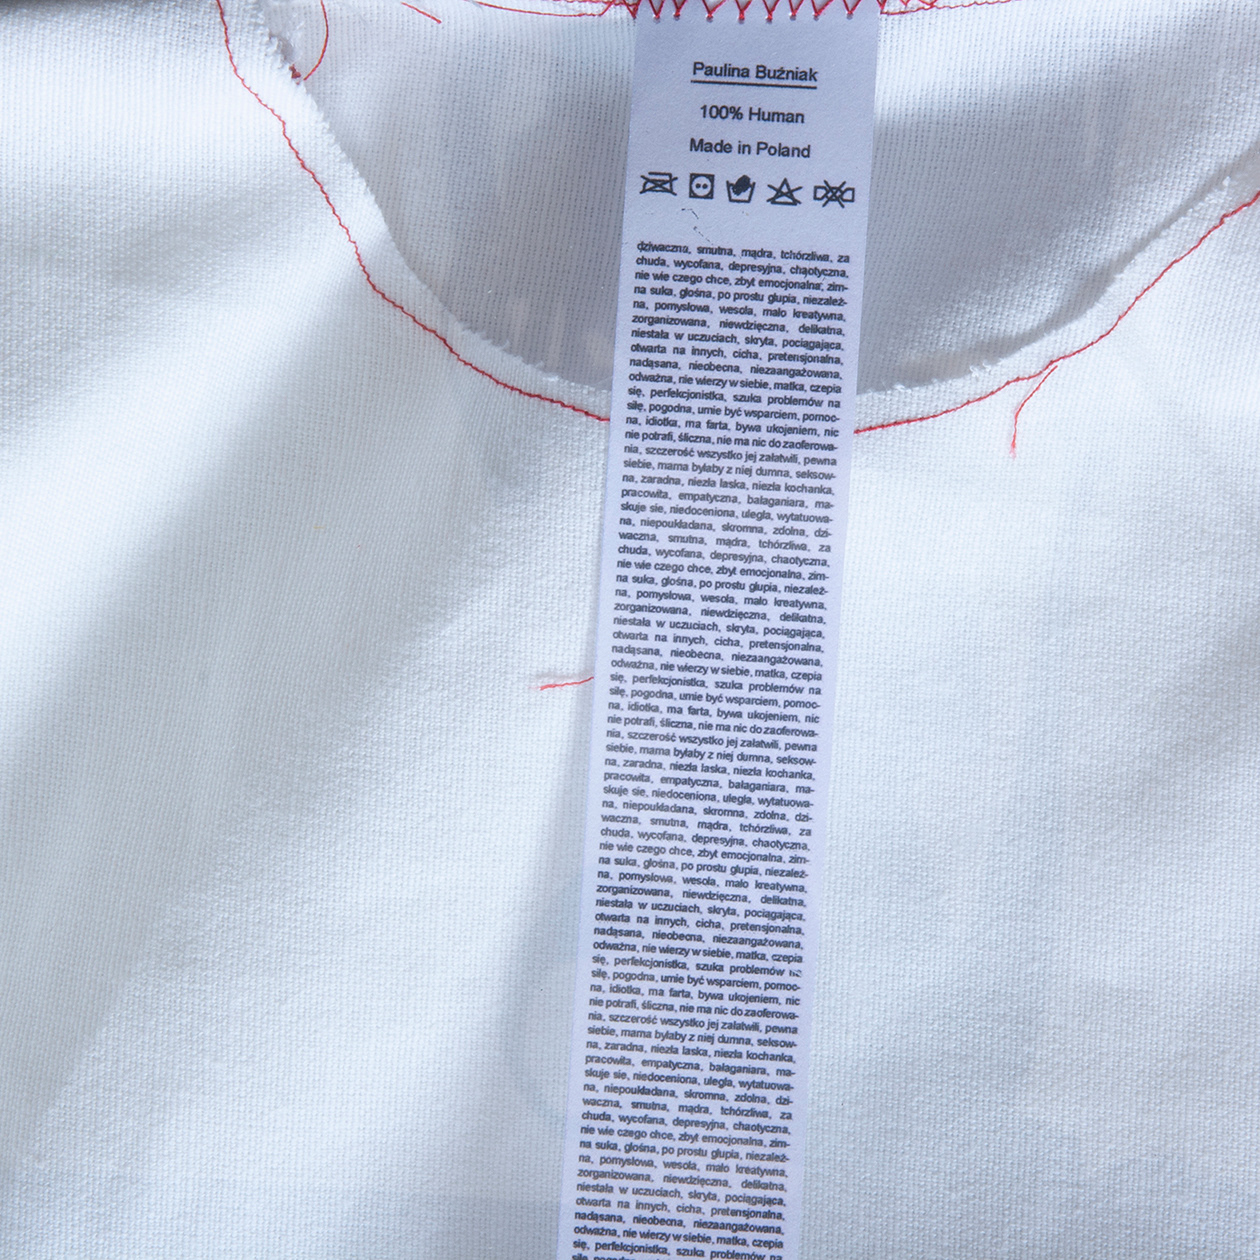 Paulina Buźniak
100% Human
Made in Poland
dziwaczna, smutna, mądra, tchórzliwa, za
chuda, wycofana, depresyjna, chaotyczna,
nie wie czego chce, zbyt emocjonalna, zim-
na suka, głośna, po prostu głupia, niezależ-
na, pomysłowa, wesoła, mało kreatywna,
zorganizowana, niewdzięczna, delikatna,
niestała w uczuciach, skryta, pociągająca,
otwarta na innych, cicha, pretensjonalna,
nadąsana, nieobecna, niezaangażowana,
odważna, nie wierzy w siebie, matka, czepia
się, perfekcjonistka, szuka problemów na
siłę, pogodna, umie być wsparciem, pomoc-
na, idiotka, ma farta, bywa ukojeniem, nic
nie potrafi, śliczna, nie ma nic do zaoferowa-
nia, szczerość wszystko jej załatwili, pewna
siebie, mama byłaby z niej dumna, seksow-
na, zaradna, niezła laska, niezła kochanka,
pracowita, empatyczna, bałaganiara, ma-
skuje sie, niedoceniona, uległa, wytatuowa-
na, niepoukładana, skromna, zdolna, dzi-
waczna, smutna, mądra, tchórzliwa, za
chuda, wycofana, depresyjna, chaotyczna,
nie wie czego chce, zbyt emocjonalna, zim-
na suka, głośna, po prostu głupia, niezależ-
na, pomysłowa, wesoła, mało kreatywna,
zorganizowana, niewdzięczna, delikatna,
niestała w uczuciach, skryta, pociągająca,
otwarta na innych, cicha, pretensjonalna,
nadąsana, nieobecna, niezaangażowana,
odważna, nie wierzy w siebie, matka, czepia
się, perfekcjonistka, szuka problemów na
siłę, pogodna, umie być wsparciem, pomoc-
na, idiotka, ma farta, bywa ukojeniem, nic
nie potrafi, śliczna, nie ma nic do zaoferowa-
nia, szczerość wszystko jej załatwili, pewna
siebie, mama byłaby z niej dumna, seksow-
na, zaradna, niezła laska, niezła kochanka,
pracowita, empatyczna, bałaganiara, ma-
skuje sie, niedoceniona, uległa, wytatuowa-
na, niepoukładana, skromna, zdolna, dzi-
waczna, smutna, mądra, tchórzliwa, za
chuda, wycofana, depresyjna, chaotyczna,
nie wie czego chce, zbyt emocjonalna, zim-
na suka, głośna, po prostu głupia, niezależ-
na, pomysłowa, wesoła, mało kreatywna,
zorganizowana, niewdzięczna, delikatna,
niestała w uczuciach, skryta, pociągająca,
otwarta na innych, cicha, pretensjonalna,
nadąsana, nieobecna, niezaangażowana,
odważna, nie wierzy w siebie, matka, czepia
się, perfekcjonistka, szuka problemów
siłę, pogodna, umie być wsparciem, pomoc-
na, idiotka, ma farta, bywa ukojeniem, nic
nie potrafi, śliczna, nie ma nic do zaoferowa-
nia, szczerość wszystko jej załatwili, pewna
siebie, mama byłaby z niej dumna, seksow-
na, zaradna, niezła laska, niezła kochanka,
pracowita, empatyczna, bałaganiara, ma-
skuje sie, niedoceniona, uległa, wytatuowa-
na, niepoukładana, skromna, zdolna, dzi-
waczna, smutna, mądra, tchórzliwa, za
chuda, wycofana, depresyjna, chaotyczna,
nie wie czego chce, zbyt emocjonalna, zim-
na suka, głośna, po prostu głupia, niezależ-
na, pomysłowa, wesoła, mało kreatywna,
zorganizowana, niewdzięczna, delikatna,
niestała w uczuciach, skryta, pociągająca,
otwarta na innych, cicha, pretensjonalna,
nadąsana, nieobecna, niezaangażowana,
odważna, nie wierzy w siebie, matka, czepia
się, perfekcjonistka, szuka problemów na